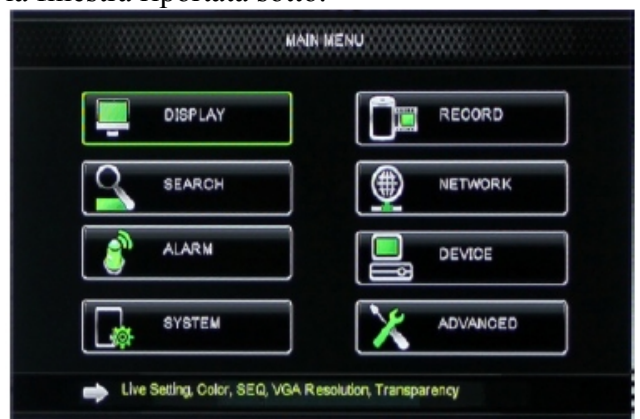 la finestra riportata sotto.
MAIN MENU
DISPLAY
RECORD
SEARCH
NETWORK
ALARM
DEVICE
SYSTEM
ADVANCED
Live Setting, Color, SEQ, VGA Resolution, Transparency